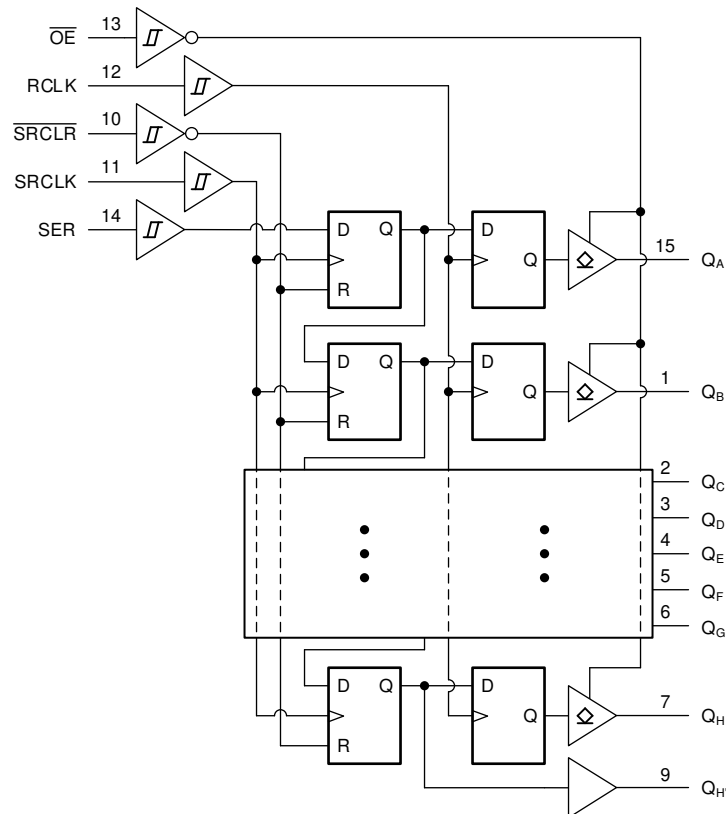 OE 13
RCLK 12
SRCLR 10
SRCLK 11
SER 14
D Q D
R Q 15 QA
D Q D
R Q 1 QB
2 QC
3 QD
4 QE
5 QF
6 QG
D Q D
R Q 7 QH
9 QH'